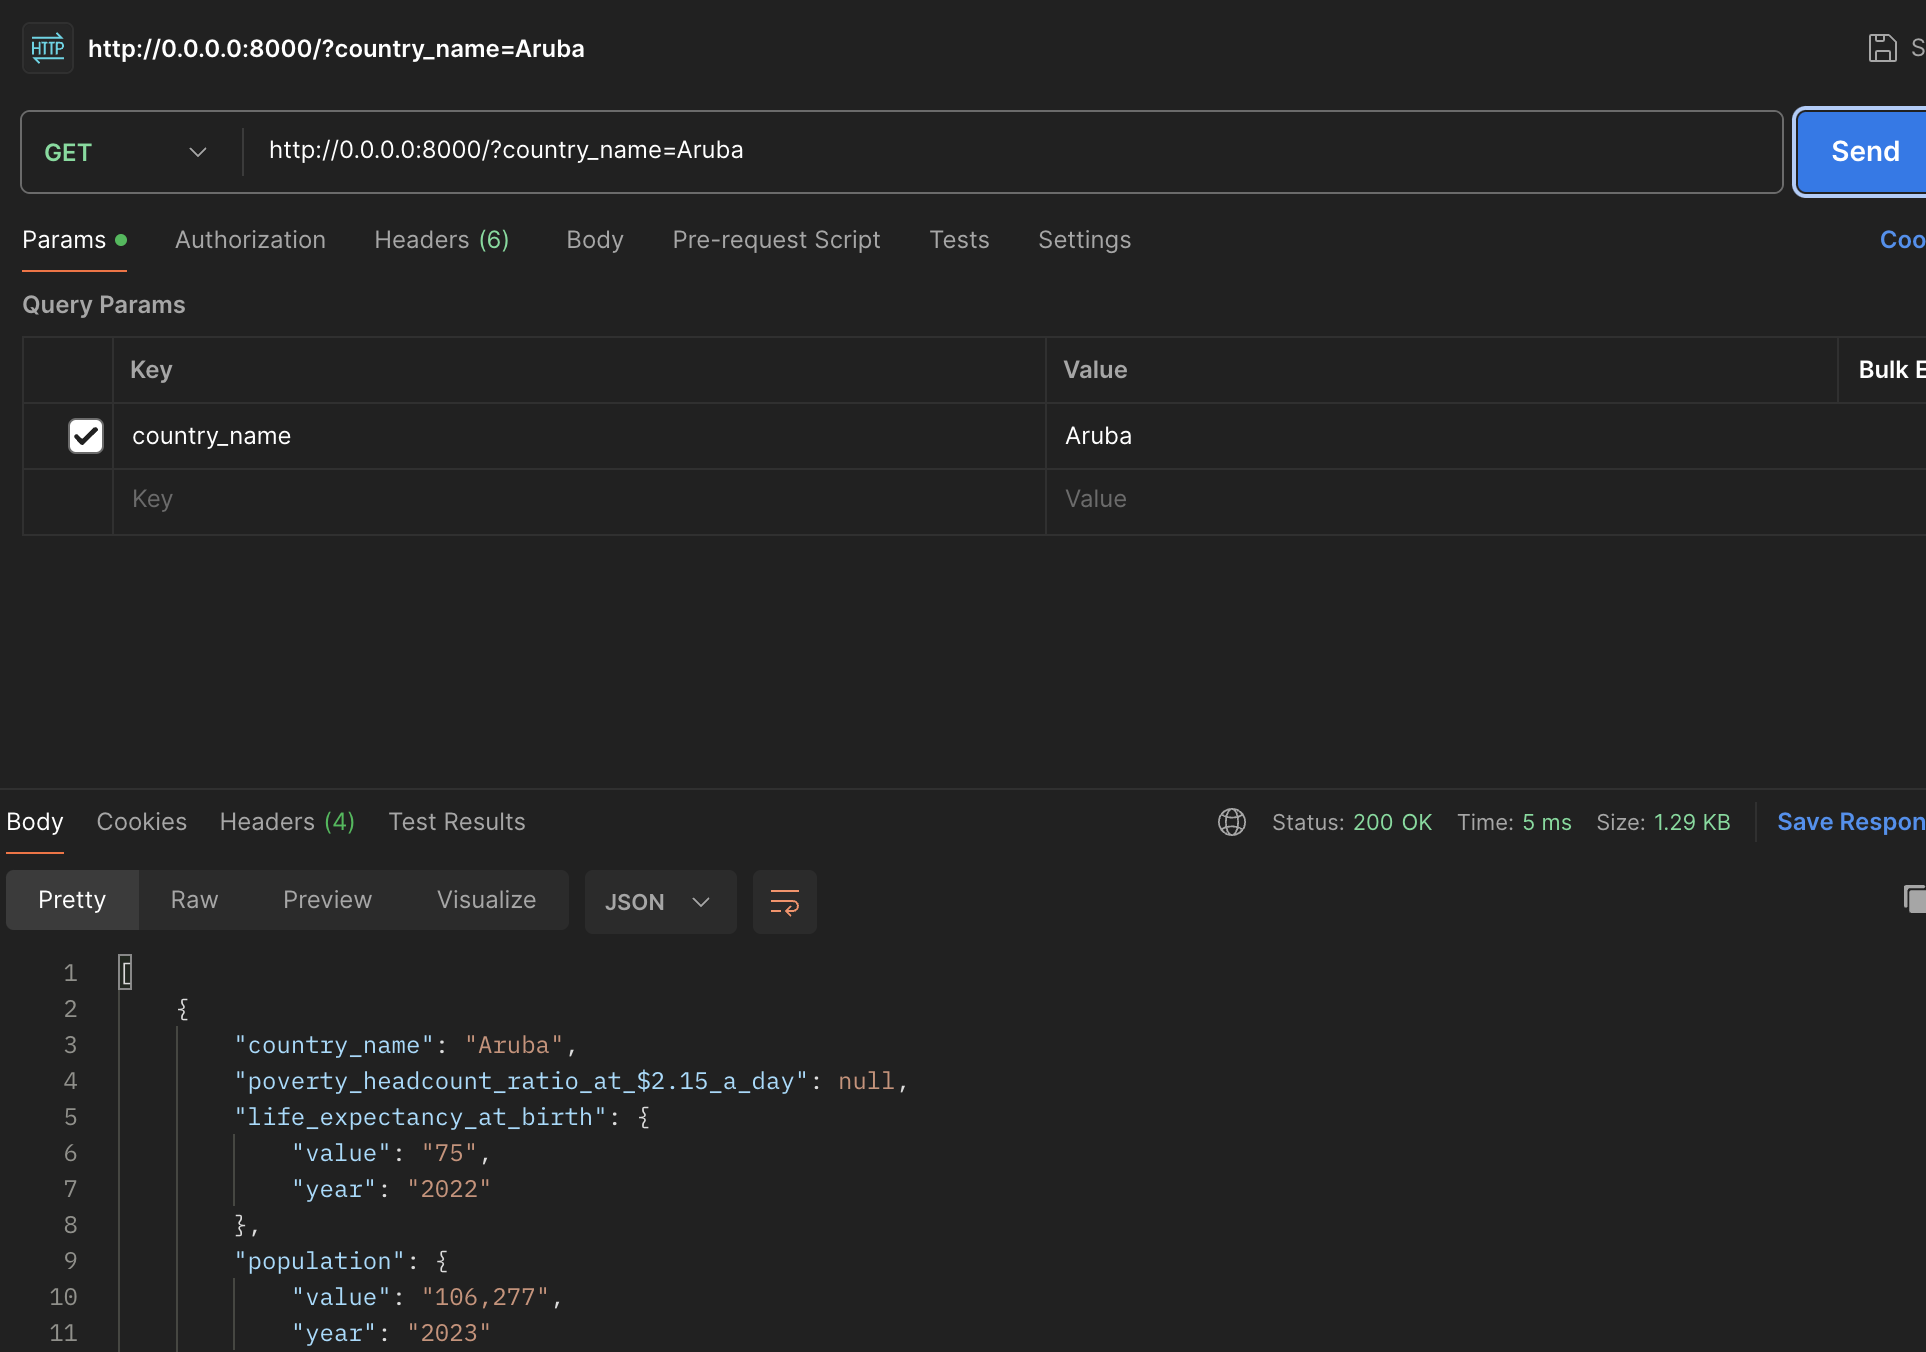 HTTP http://0.0.0.0:8000/?country_name=Aruba S
GET http://0.0.0.0:8000/?country_name=Aruba Send
Params Authorization Headers (6) Body Pre-request Script Tests Settings Coo
Query Params
Key Value Bulk E
country_name Aruba
Key Value
Body Cookies Headers (4) Test Results Status: 200 OK Time: 5 ms Size: 1.29 KB Save Respon
Pretty Raw Preview Visualize JSON
1 [
2 {
3 "country_name": "Aruba",
4 "poverty_headcount_ratio_at_$2.15_a_day": null,
5 "life_expectancy_at_birth": {
6 "value": "75",
7 "year": "2022"
8 },
9 "population": {
10 "value": "106,277",
11 "year": "2023"